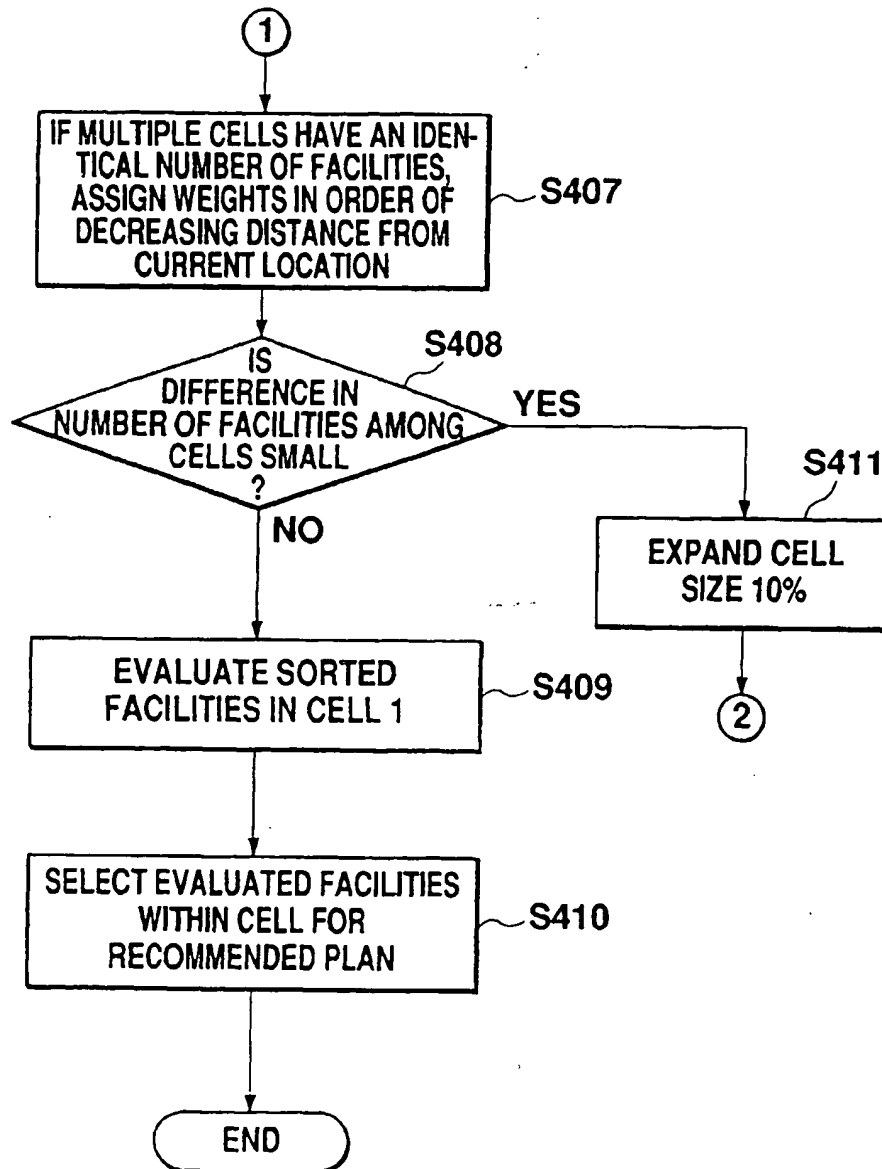 1
IF MULTIPLE CELLS HAVE AN IDEN-
TICAL NUMBER OF FACILITIES,
ASSIGN WEIGHTS IN ORDER OF
DECREASING DISTANCE FROM
CURRENT LOCATION
S407
S408
IS
DIFFERENCE IN
NUMBER OF FACILITIES AMONG
CELLS SMALL
?
YES
NO
S411
EXPAND CELL
SIZE 10%
2
EVALUATE SORTED
FACILITIES IN CELL 1
S409
SELECT EVALUATED FACILITIES
WITHIN CELL FOR
RECOMMENDED PLAN
S410
END